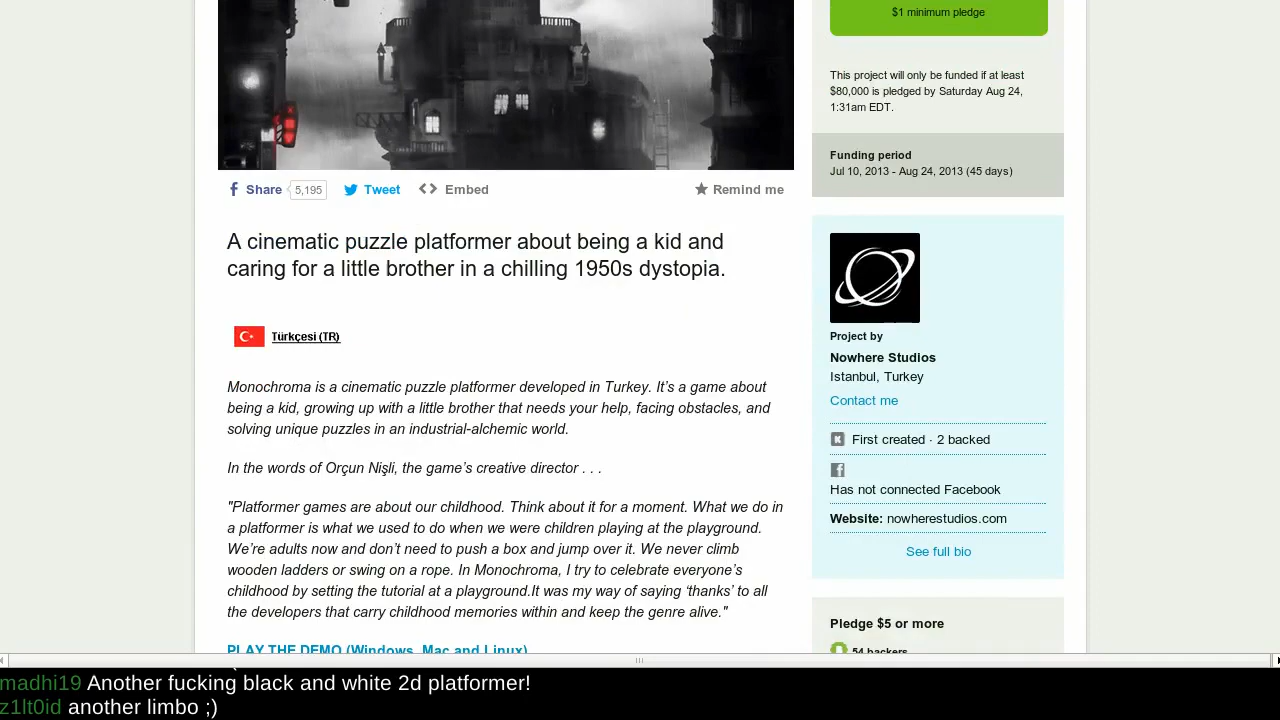 $1 minimum pledge
This project will only be funded if at least
$80,000 is pledged by Saturday Aug 24,
1:31am EDT.
Funding period
Jul 10, 2013 - Aug 24, 2013 (45 days)
Share 5,195 Tweet Embed Remind me
A cinematic puzzle platformer about being a kid and
caring for a little brother in a chilling 1950s dystopia.
Türkçesi (TR)
Monochroma is a cinematic puzzle platformer developed in Turkey. It's a game about
being a kid, growing up with a little brother that needs your help, facing obstacles, and
solving unique puzzles in an industrial-alchemic world.
In the words of Orçun Nişli, the game's creative director . . .
"Platformer games are about our childhood. Think about it for a moment. What we do in
a platformer is what we used to do when we were children playing at the playground.
We're adults now and don't need to push a box and jump over it. We never climb
wooden ladders or swing on a rope. In Monochroma, I try to celebrate everyone's
childhood by setting the tutorial at a playground.It was my way of saying 'thanks' to all
the developers that carry childhood memories within and keep the genre alive."
PLAY THE DEMO (Windows, Mac and Linux)
Project by
Nowhere Studios
Istanbul, Turkey
Contact me
First created · 2 backed
Has not connected Facebook
Website: nowherestudios.com
See full bio
Pledge $5 or more
54 backers
madhi19 Another fucking black and white 2d platformer!
z1lt0id another limbo ;)